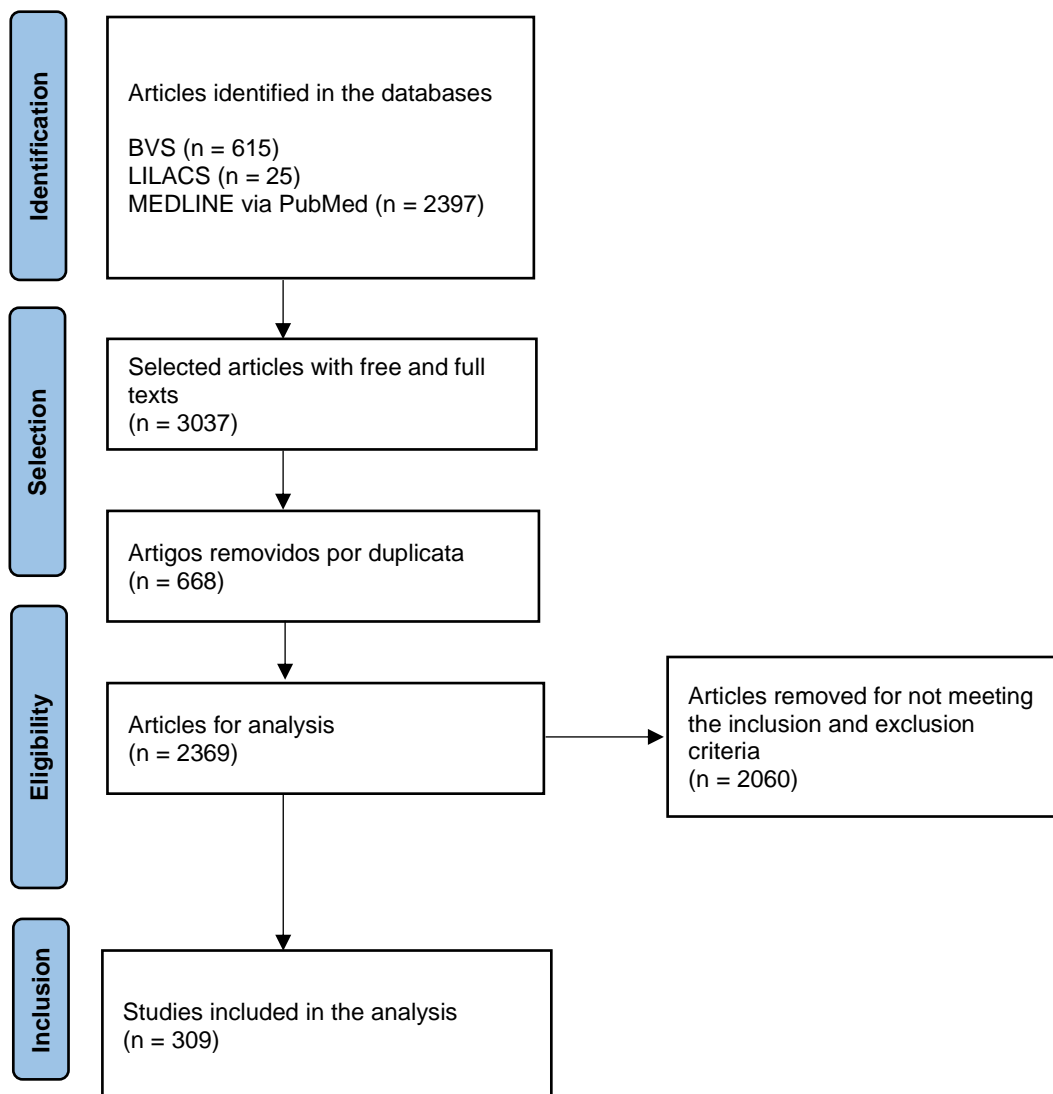 Identification
Articles identified in the databases
BVS (n = 615)
LILACS (n = 25)
MEDLINE via PubMed (n = 2397)
Selection
Selected articles with free and full
texts
(n = 3037)
Artigos removidos por duplicata
(n = 668)
Eligibility
Articles for analysis
(n = 2369)
Articles removed for not meeting
the inclusion and exclusion
criteria
(n = 2060)
Inclusion
Studies included in the analysis
(n = 309)